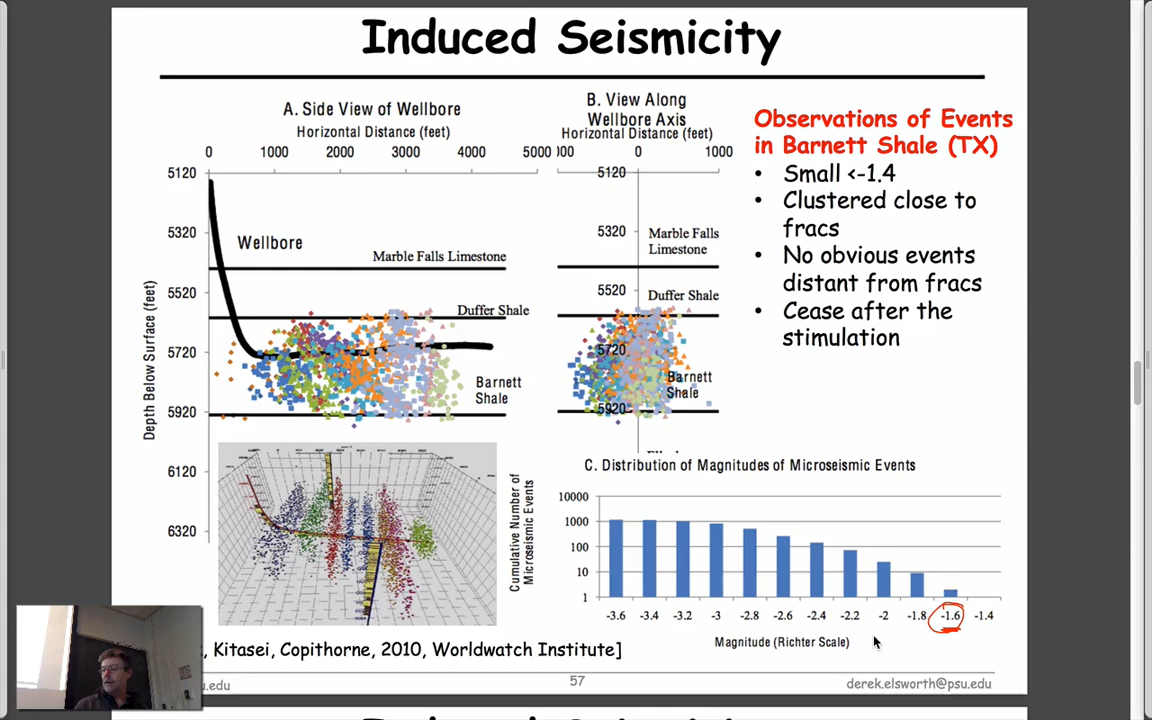 Induced Seismicity
A. Side View of Wellbore
Horizontal Distance (feet)
0 1000 2000 3000 4000 5000
5120
5320
5520
5720
5920
6120
6320
Depth Below Surface (feet)
Wellbore
Marble Falls Limestone
Duffer Shale
Barnett
Shale
B. View Along
Wellbore Axis
Horizontal Distance (feet)
000 0 1000
5120
5320
5520
5720
5920
Marble Falls
Limestone
Duffer Shale
Barnett
Shale
Observations of Events
in Barnett Shale (TX)
• Small <-1.4
• Clustered close to
fracs
• No obvious events
distant from fracs
• Cease after the
stimulation
C. Distribution of Magnitudes of Microseismic Events
Cumulative Number of
Microseismic Events
10000
1000
100
10
1
-3.6 -3.4 -3.2 -3 -2.8 -2.6 -2.4 -2.2 -2 -1.8 -1.6 -1.4
Magnitude (Richter Scale)
, Kitasei, Copithorne, 2010, Worldwatch Institute]
u.edu 57 derek.elsworth@psu.edu